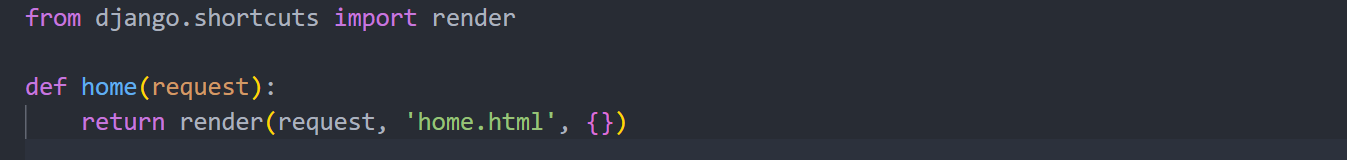 from django.shortcuts import render
def home(request):
    return render(request, 'home.html', {})